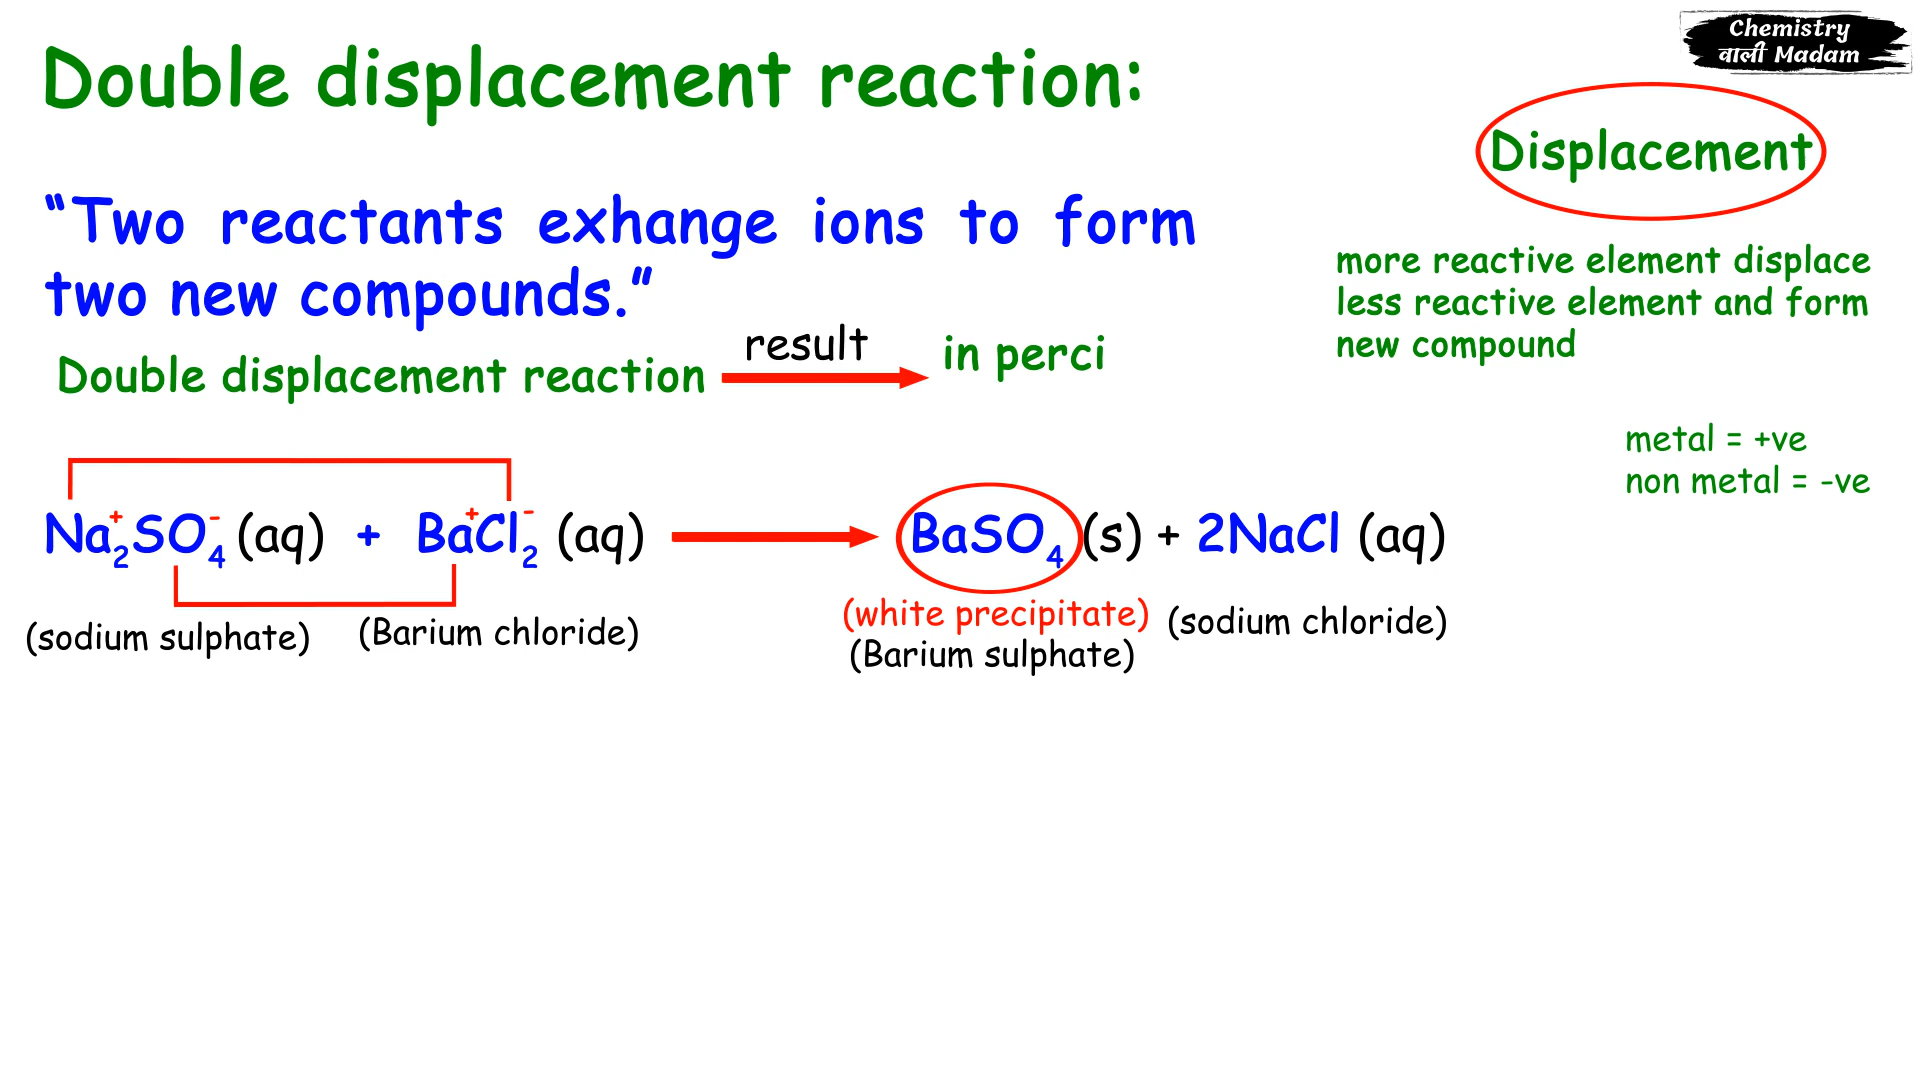 Chemistry
वाली Madam
Double displacement reaction:
Displacement
“Two reactants exhange ions to form
two new compounds.”
more reactive element displace
less reactive element and form
new compound
Double displacement reaction result in perci
metal = +ve
non metal = -ve
Na₂⁺SO₄⁻ (aq) + Ba⁺Cl₂⁻ (aq) → BaSO₄ (s) + 2NaCl (aq)
(sodium sulphate) (Barium chloride) (white precipitate) (sodium chloride)
(Barium sulphate)